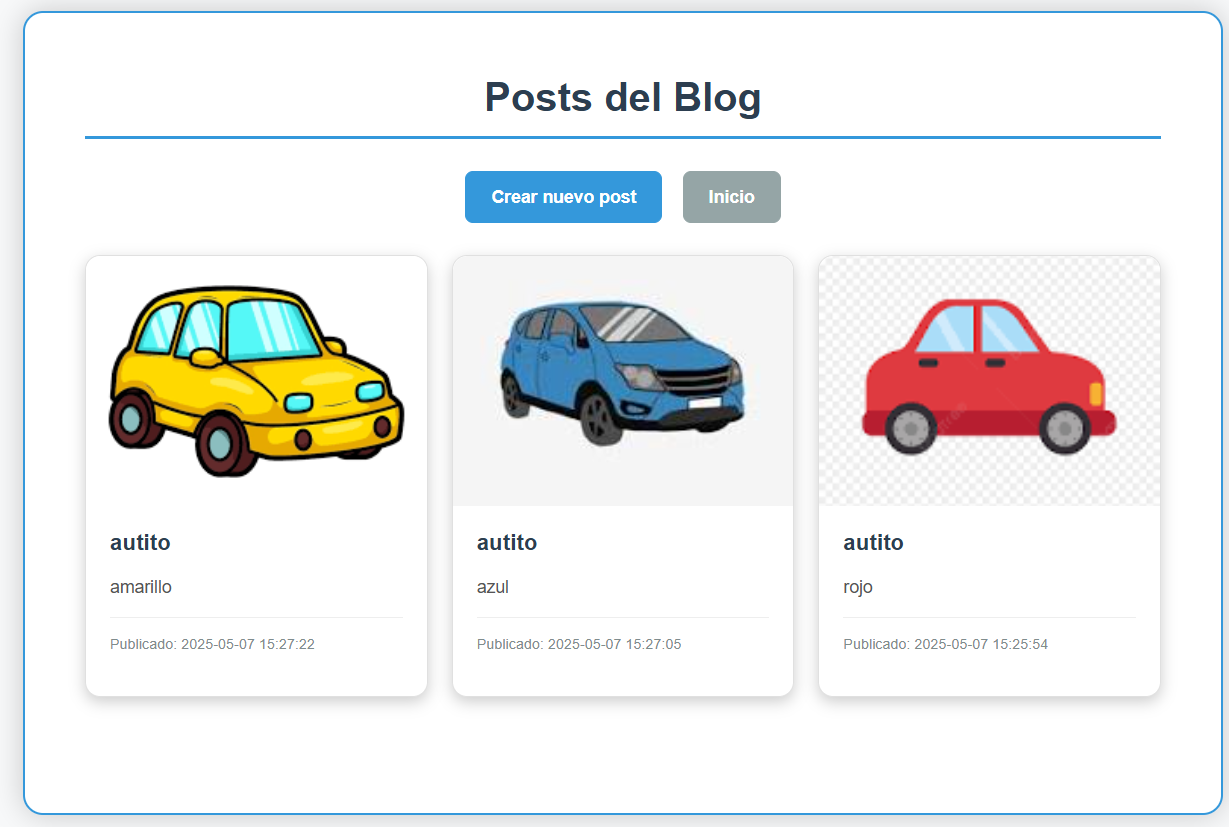 Posts del Blog
Crear nuevo post
Inicio
autito
amarillo
Publicado: 2025-05-07 15:27:22
autito
azul
Publicado: 2025-05-07 15:27:05
autito
rojo
Publicado: 2025-05-07 15:25:54